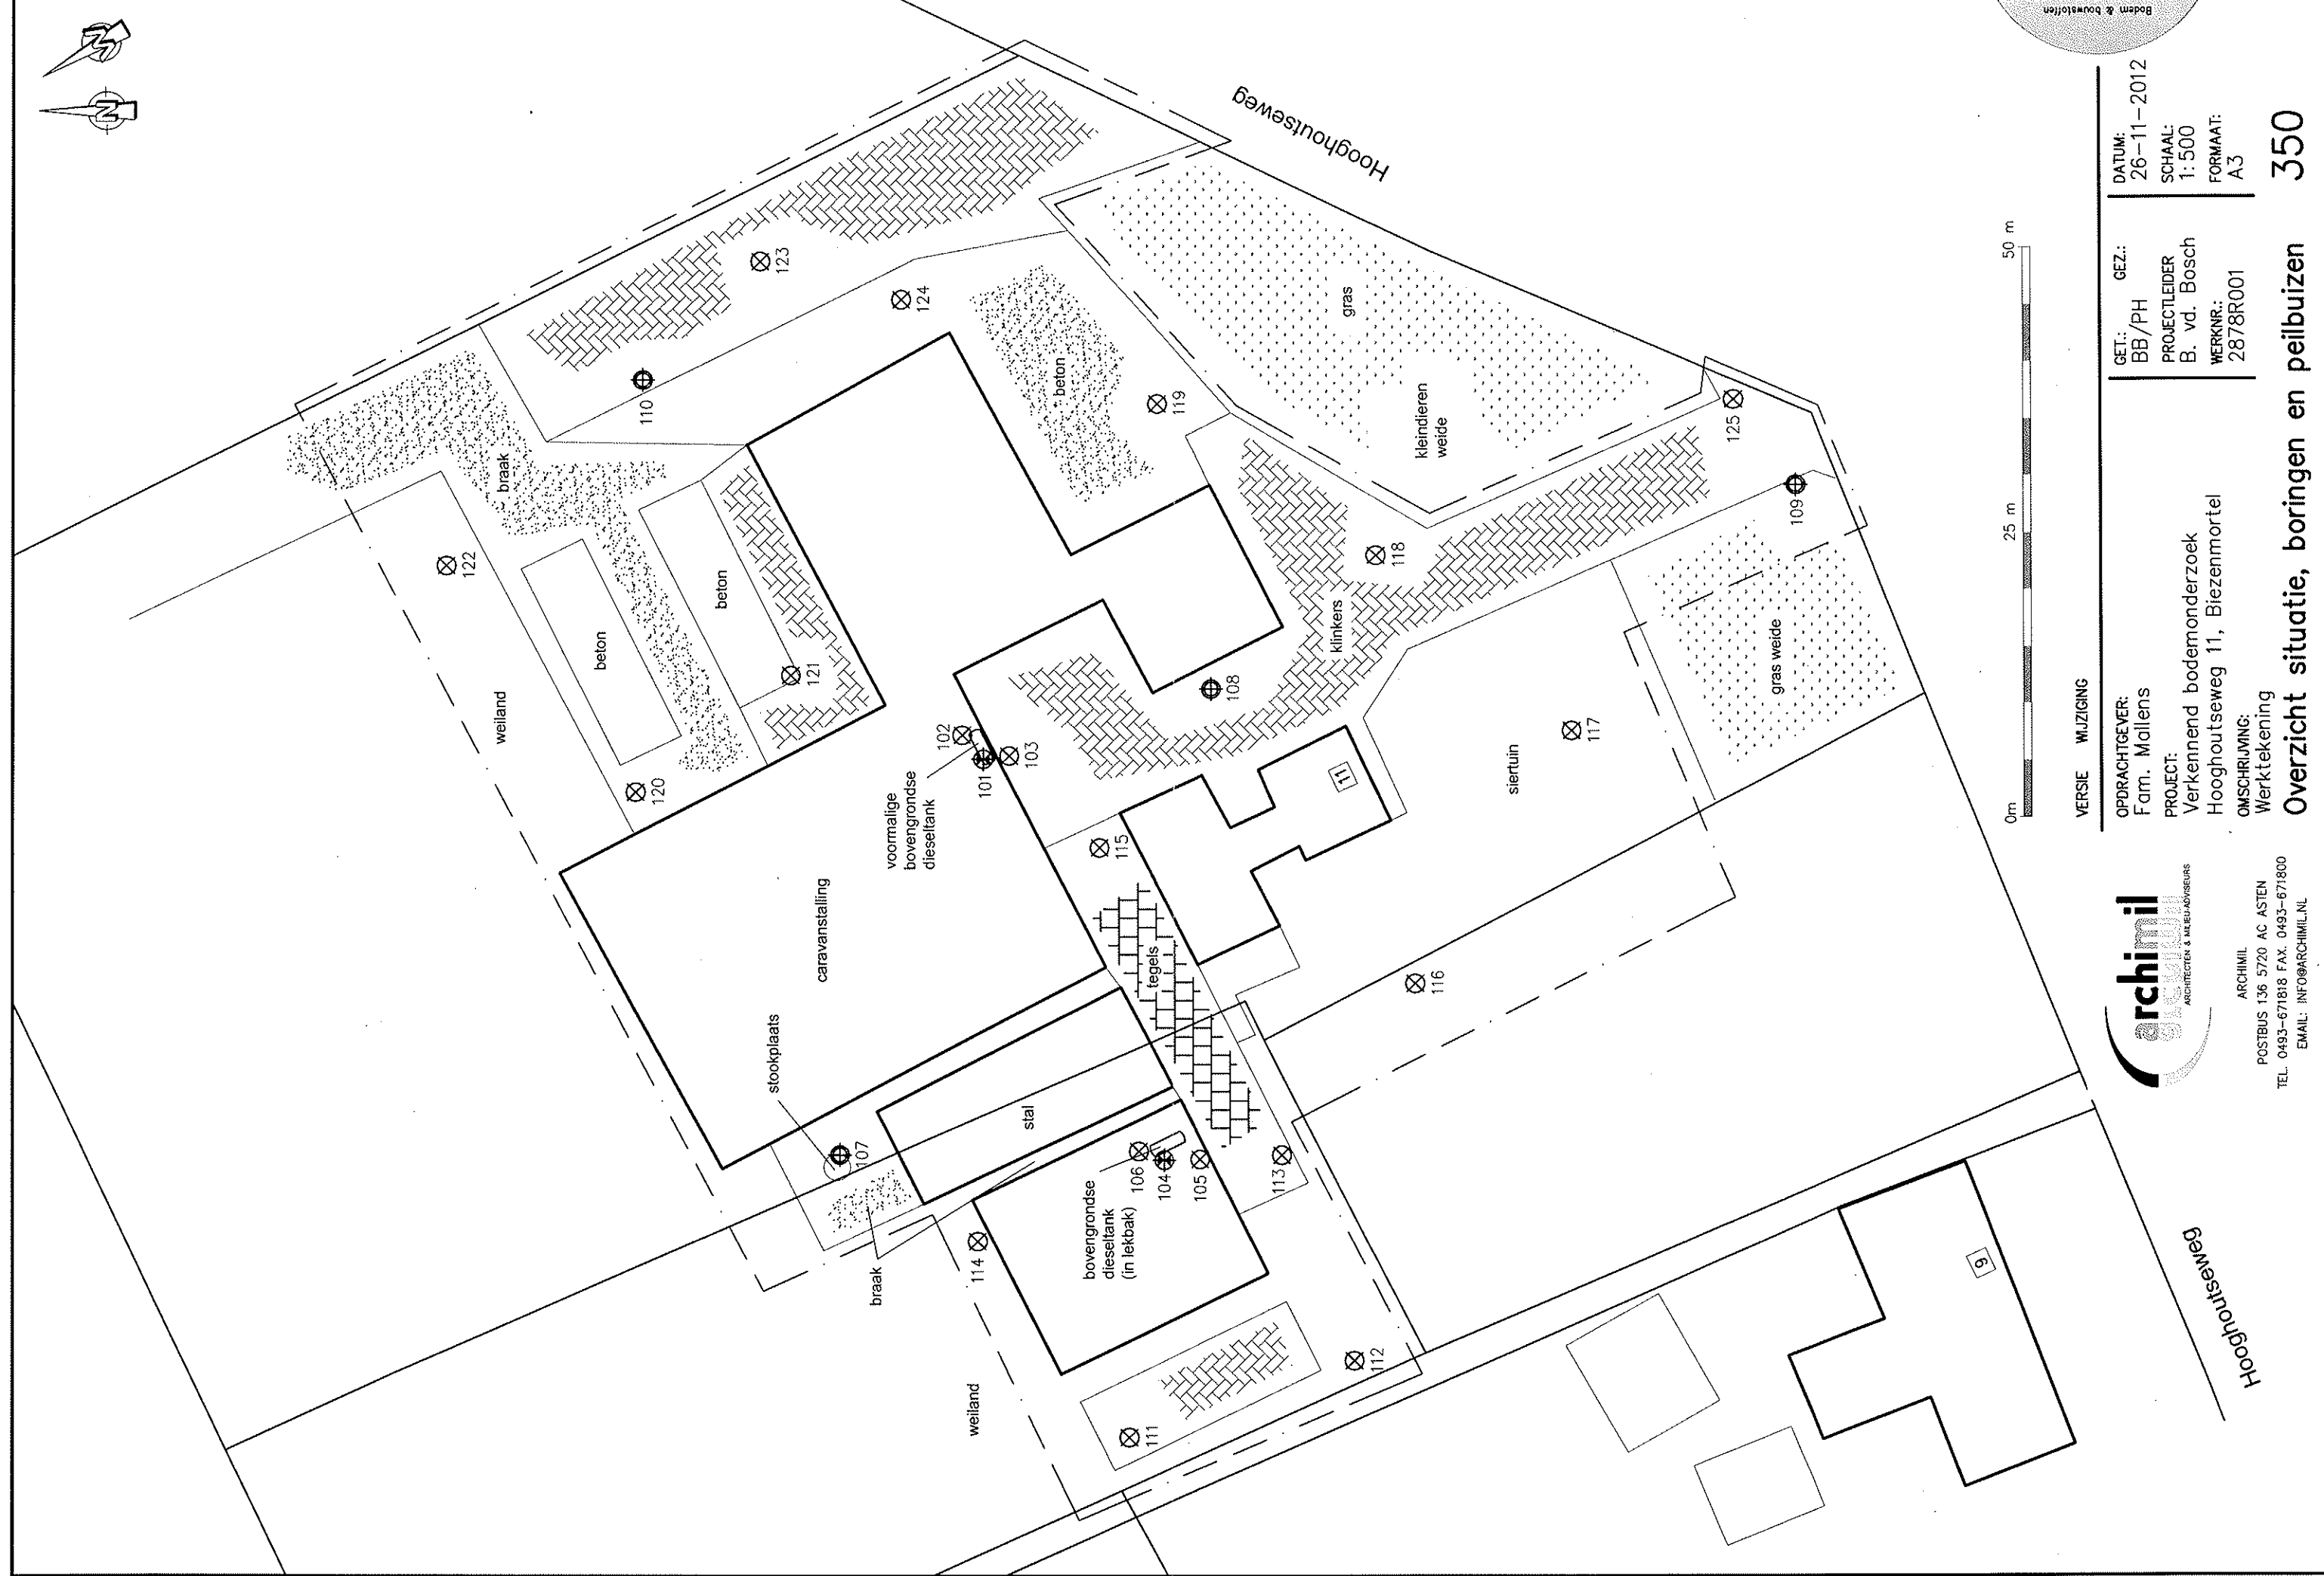 N
N
Hooghoutseweg
110
123
124
braak
beton
119
gras
kleindieren
weide
125
109
122
beton
beton
121
118
klinkers
gras weide
weiland
120
102
101
103
108
117
siertuin
11
voormalige
bovengrondse
dieseltank
115
caravanstalling
tegels
116
stookplaats
107
stal
106
104
105
113
bovengrondse
dieseltank
(in lekbak)
braak
114
weiland
111
112
9
Hooghoutseweg
0m
25 m
50 m
Bodem & bouwstoffen
VERSIE WIJZIGING
OPDRACHTGEVER:
Fam. Mallens
PROJECT:
Verkennend bodemonderzoek
Hooghoutseweg 11, Biezenmortel
OMSCHRIJVING:
Werktekening
Overzicht situatie, boringen en peilbuizen
350
GET.: GEZ.:
BB/PH
PROJECTLEIDER
B. vd. Bosch
WERKNR.:
2878R001
DATUM:
26-11-2012
SCHAAL:
1:500
FORMAAT:
A3
archimil
ARCHITECTEN & MILIEU-ADVISEURS
ARCHIMIL
POSTBUS 136 5720 AC ASTEN
TEL. 0493-671818 FAX. 0493-671800
EMAIL: INFO@ARCHIMIL.NL